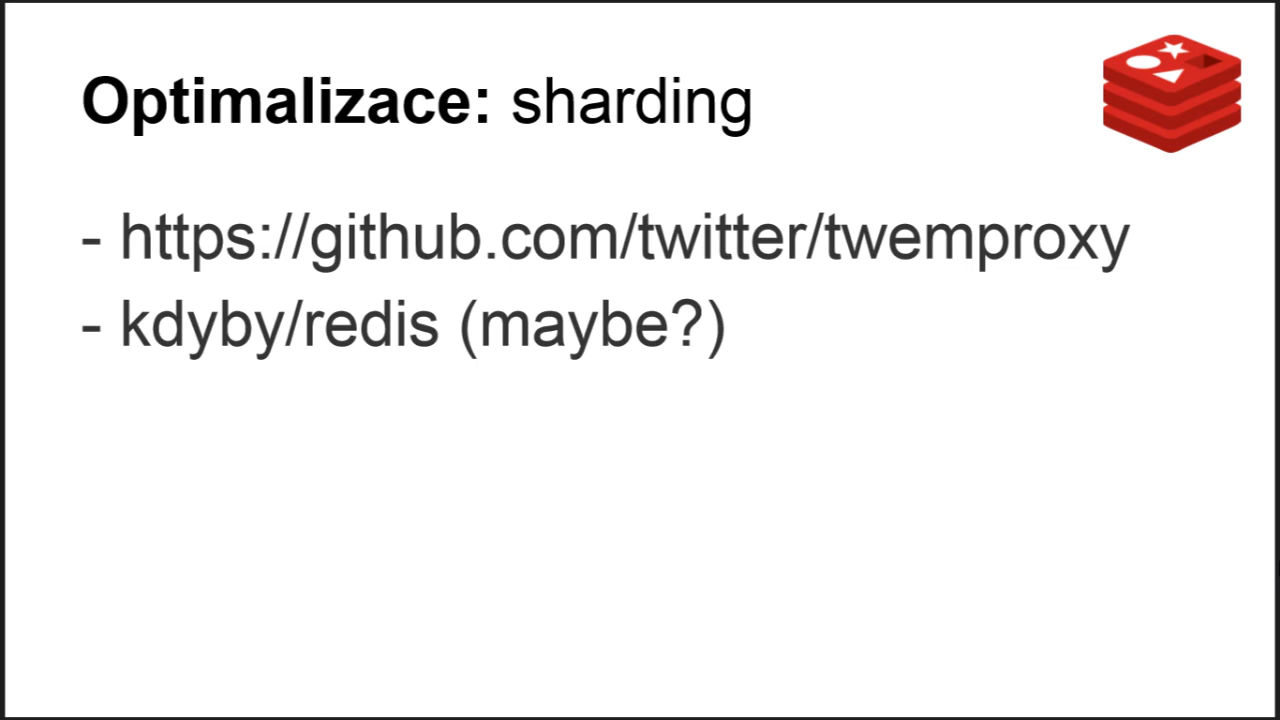 Optimalizace: sharding
- https://github.com/twitter/twemproxy
- kdyby/redis (maybe?)